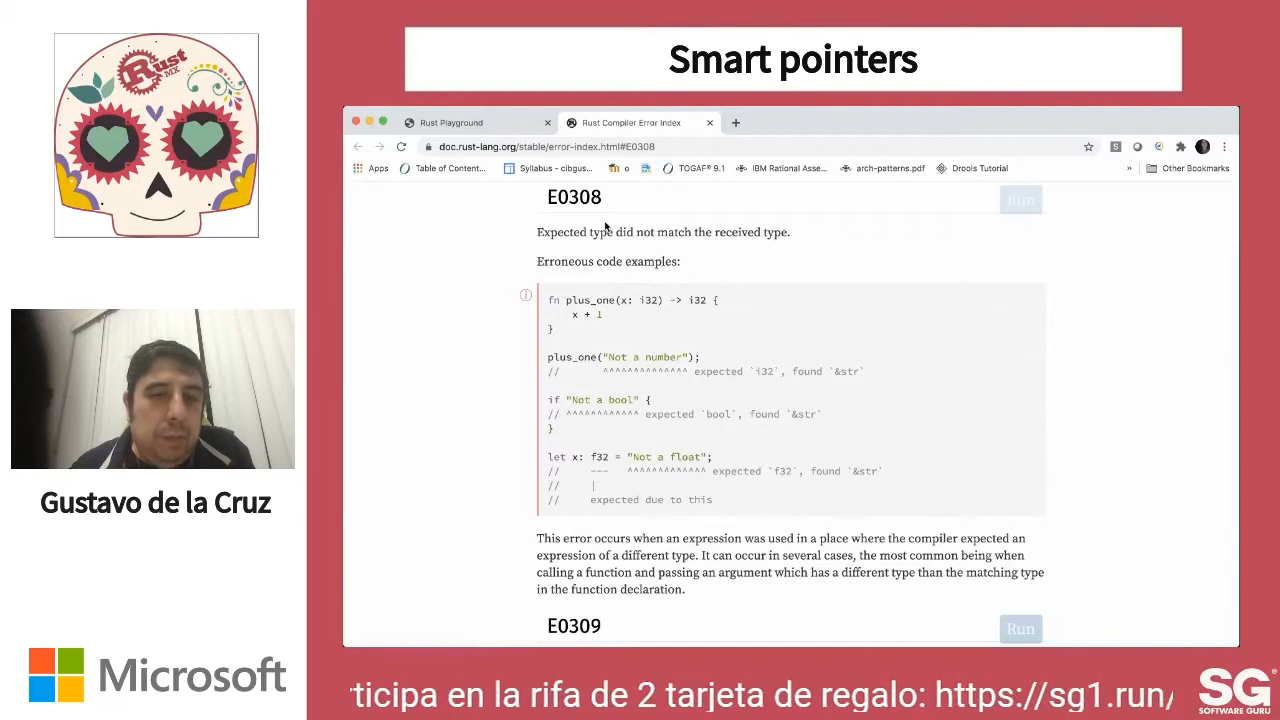 Smart pointers
Rust
MX
Rust Playground
Rust Compiler Error Index
doc.rust-lang.org/stable/error-index.html#E0308
Apps
Table of Content...
Syllabus - cibgus...
o
TOGAF® 9.1
IBM Rational Asse...
arch-patterns.pdf
Drools Tutorial
»
Other Bookmarks
E0308
Run
Expected type did not match the received type.
Erroneous code examples:
fn plus_one(x: i32) -> i32 {
    x + 1
}
plus_one("Not a number");
//       ^^^^^^^^^^^^^^ expected `i32`, found `&str`
if "Not a bool" {
// ^^^^^^^^^^^^ expected `bool`, found `&str`
}
let x: f32 = "Not a float";
//     ---   ^^^^^^^^^^^^^ expected `f32`, found `&str`
//     |
//     expected due to this
This error occurs when an expression was used in a place where the compiler expected an
expression of a different type. It can occur in several cases, the most common being when
calling a function and passing an argument which has a different type than the matching type
in the function declaration.
E0309
Run
Gustavo de la Cruz
Microsoft
rticipa en la rifa de 2 tarjeta de regalo: https://sg1.run/
SG
SOFTWARE GURU